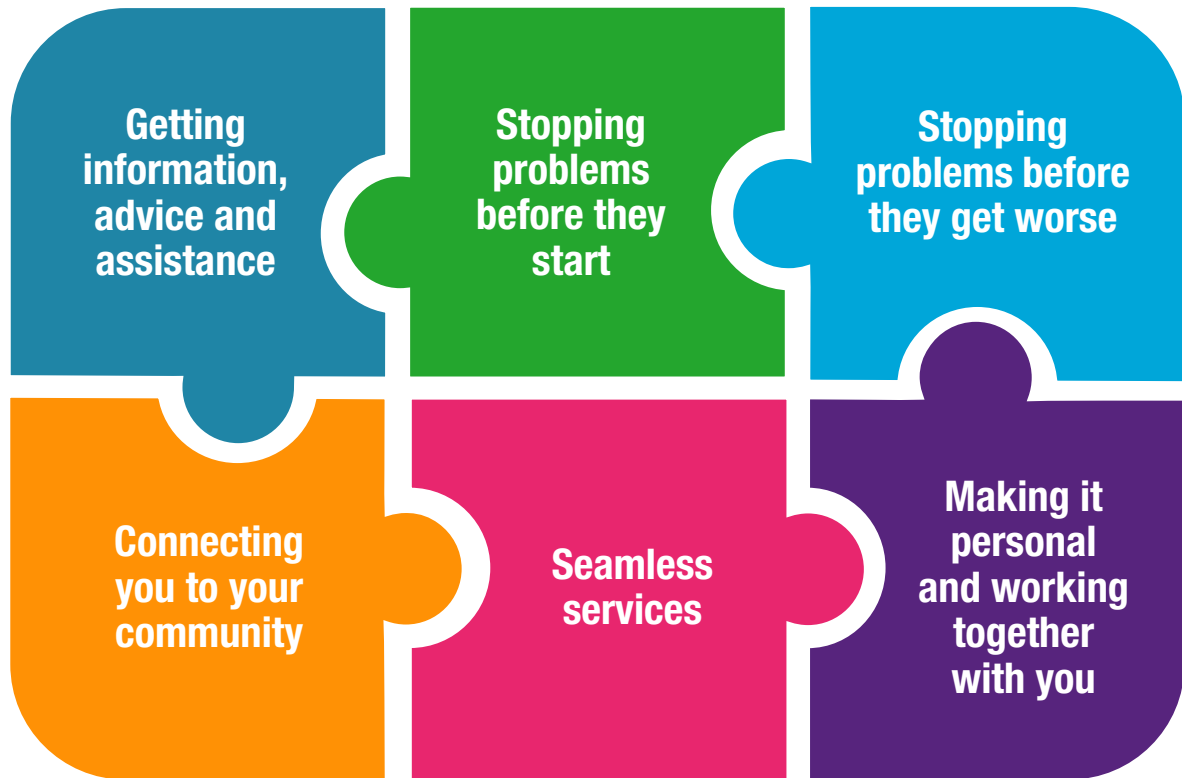 Getting
information,
advice and
assistance
Stopping
problems
before they
start
Stopping
problems before
they get worse
Connecting
you to your
community
Seamless
services
Making it
personal
and working
together
with you